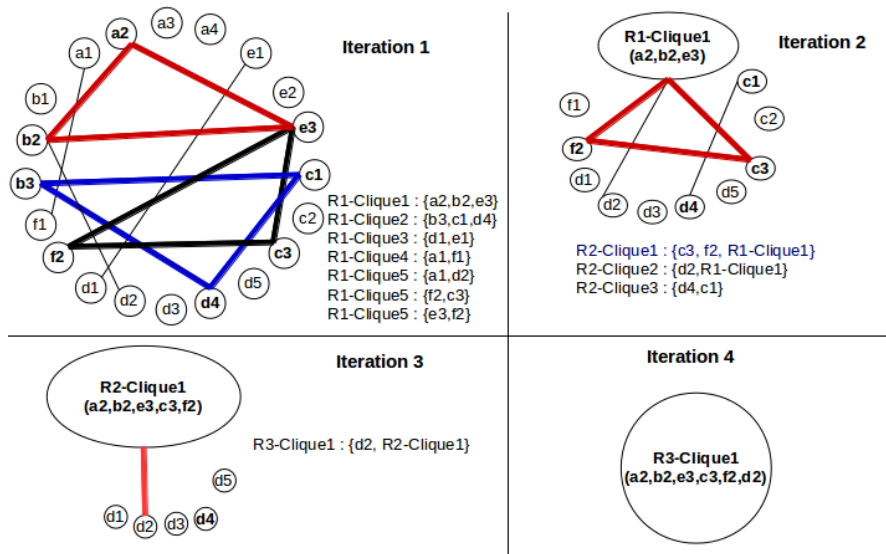 Iteration 1
a2
a3
a4
a1
e1
b1
e2
b2
e3
b3
c1
f1
c2
f2
c3
d1
d2
d3
d4
d5
R1-Clique1 : {a2,b2,e3}
R1-Clique2 : {b3,c1,d4}
R1-Clique3 : {d1,e1}
R1-Clique4 : {a1,f1}
R1-Clique5 : {a1,d2}
R1-Clique5 : {f2,c3}
R1-Clique5 : {e3,f2}
Iteration 2
R1-Clique1
(a2,b2,e3)
c1
f1
c2
f2
c3
d1
d2
d3
d4
d5
R2-Clique1 : {c3, f2, R1-Clique1}
R2-Clique2 : {d2,R1-Clique1}
R2-Clique3 : {d4,c1}
Iteration 3
R2-Clique1
(a2,b2,e3,c3,f2)
R3-Clique1 : {d2, R2-Clique1}
d5
d1
d2
d3
d4
Iteration 4
R3-Clique1
(a2,b2,e3,c3,f2,d2)